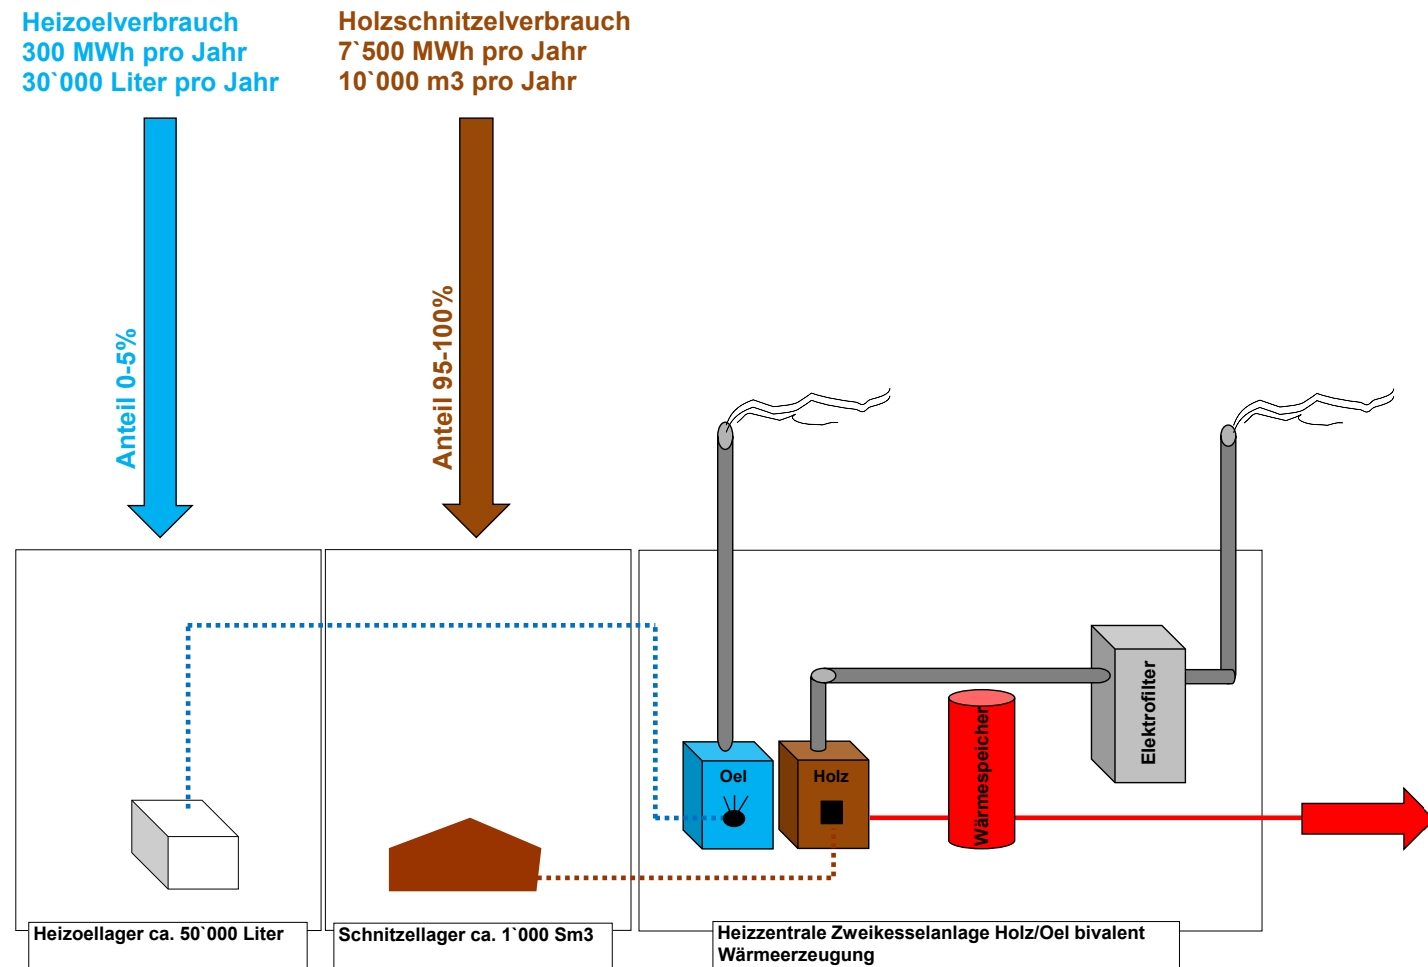 Heizoelverbrauch
300 MWh pro Jahr
30`000 Liter pro Jahr
Holzschnitzelverbrauch
7`500 MWh pro Jahr
10`000 m3 pro Jahr
Anteil 0-5%
Anteil 95-100%
Oel
Holz
Wärmespeicher
Elektrofilter
Heizoellager ca. 50`000 Liter
Schnitzellager ca. 1`000 Sm3
Heizzentrale Zweikesselanlage Holz/Oel bivalent
Wärmeerzeugung